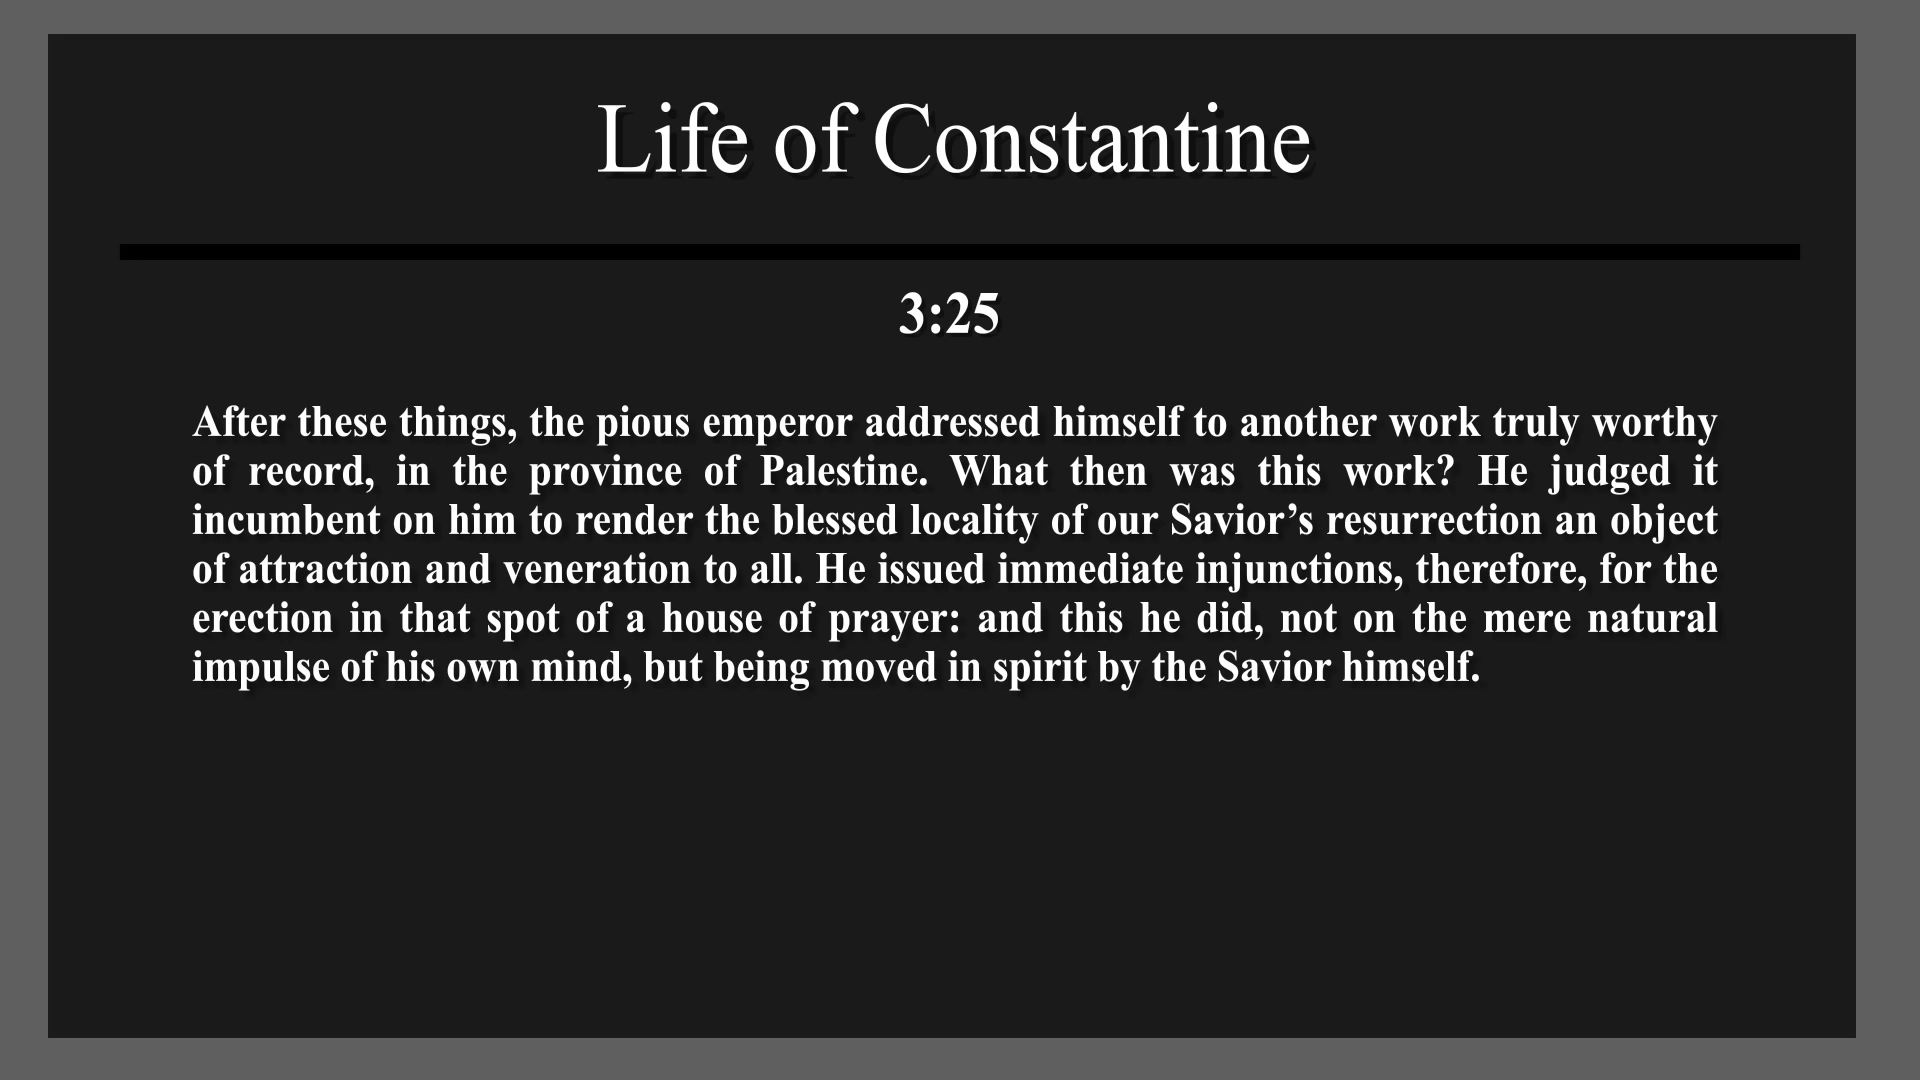 Life of Constantine
3:25
After these things, the pious emperor addressed himself to another work truly worthy
of record, in the province of Palestine. What then was this work? He judged it
incumbent on him to render the blessed locality of our Savior’s resurrection an object
of attraction and veneration to all. He issued immediate injunctions, therefore, for the
erection in that spot of a house of prayer: and this he did, not on the mere natural
impulse of his own mind, but being moved in spirit by the Savior himself.